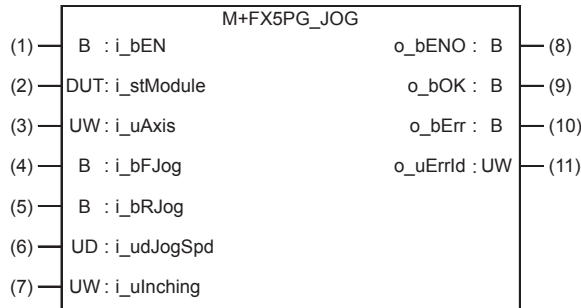 M+FX5PG_JOG
(1) B : i_bEN o_bENO : B (8)
(2) DUT: i_stModule o_bOK : B (9)
(3) UW : i_uAxis o_bErr : B (10)
(4) B : i_bFJog o_uErrId : UW (11)
(5) B : i_bRJog
(6) UD : i_udJogSpd
(7) UW : i_uInching